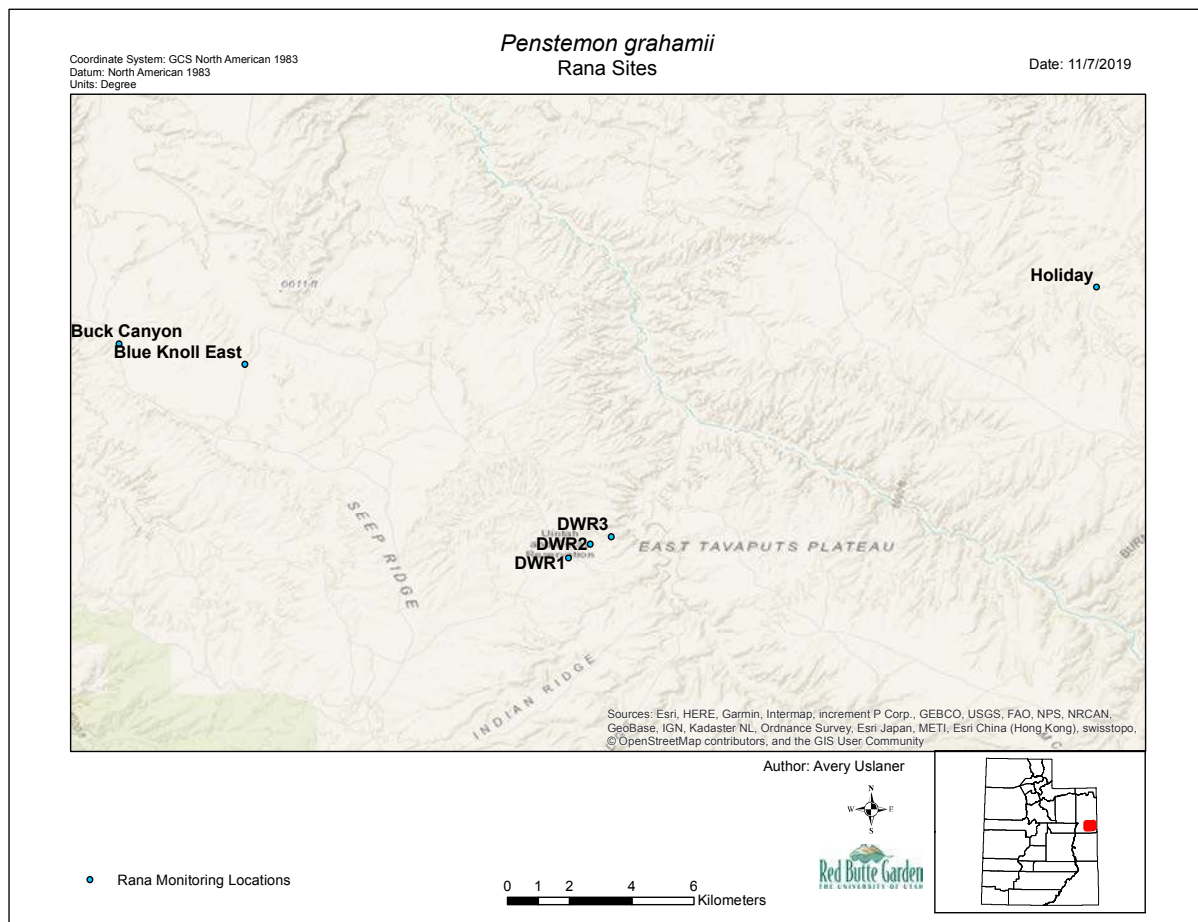 Penstemon grahamii
Rana Sites
Coordinate System: GCS North American 1983
Datum: North American 1983
Units: Degree
Date: 11/7/2019
6611 ft
Holiday
Buck Canyon
Blue Knoll East
SEEP RIDGE
DWR3
Uintah
DWR2
DWR1
EAST TAVAPUTS PLATEAU
INDIAN RIDGE
Sources: Esri, HERE, Garmin, Intermap, increment P Corp., GEBCO, USGS, FAO, NPS, NRCAN,
GeoBase, IGN, Kadaster NL, Ordnance Survey, Esri Japan, METI, Esri China (Hong Kong), swisstopo,
© OpenStreetMap contributors, and the GIS User Community
Author: Avery Uslaner
N
W E
S
Red Butte Garden
THE UNIVERSITY OF UTAH
Rana Monitoring Locations
0 1 2 4 6
Kilometers